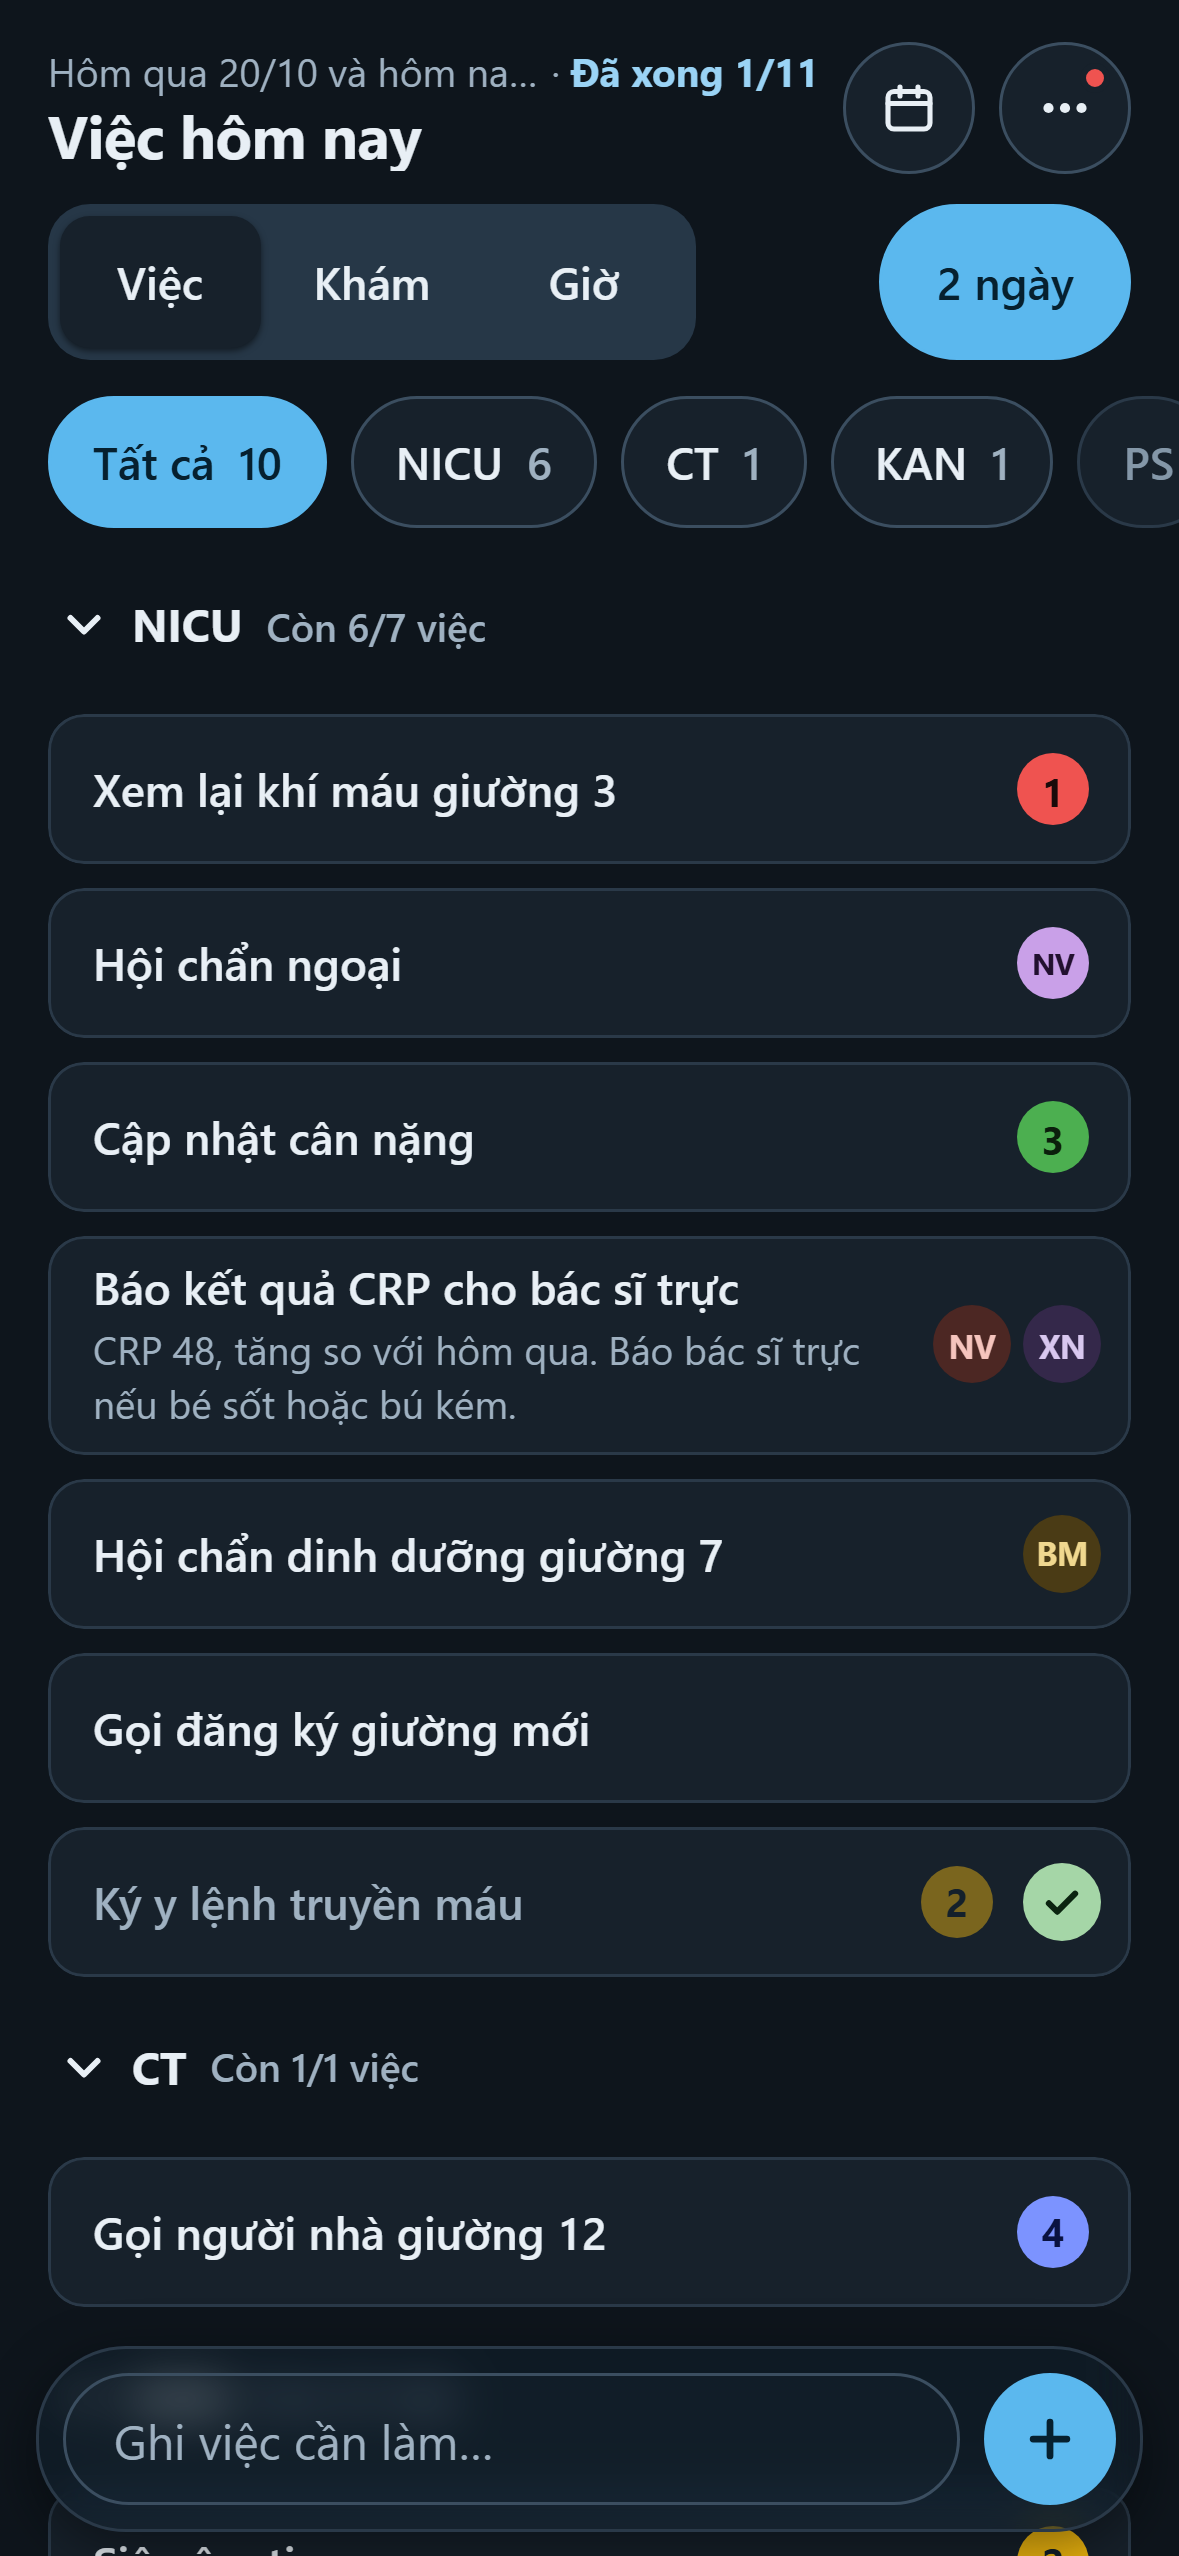 Hôm qua 20/10 và hôm na... · Đã xong 1/11
Việc hôm nay
Việc Khám Giờ 2 ngày
Tất cả 10 NICU 6 CT 1 KAN 1 PS
NICU Còn 6/7 việc
Xem lại khí máu giường 3 1
Hội chẩn ngoại NV
Cập nhật cân nặng 3
Báo kết quả CRP cho bác sĩ trực
CRP 48, tăng so với hôm qua. Báo bác sĩ trực
nếu bé sốt hoặc bú kém.
NV XN
Hội chẩn dinh dưỡng giường 7 BM
Gọi đăng ký giường mới
Ký y lệnh truyền máu 2
CT Còn 1/1 việc
Gọi người nhà giường 12 4
Ghi việc cần làm...